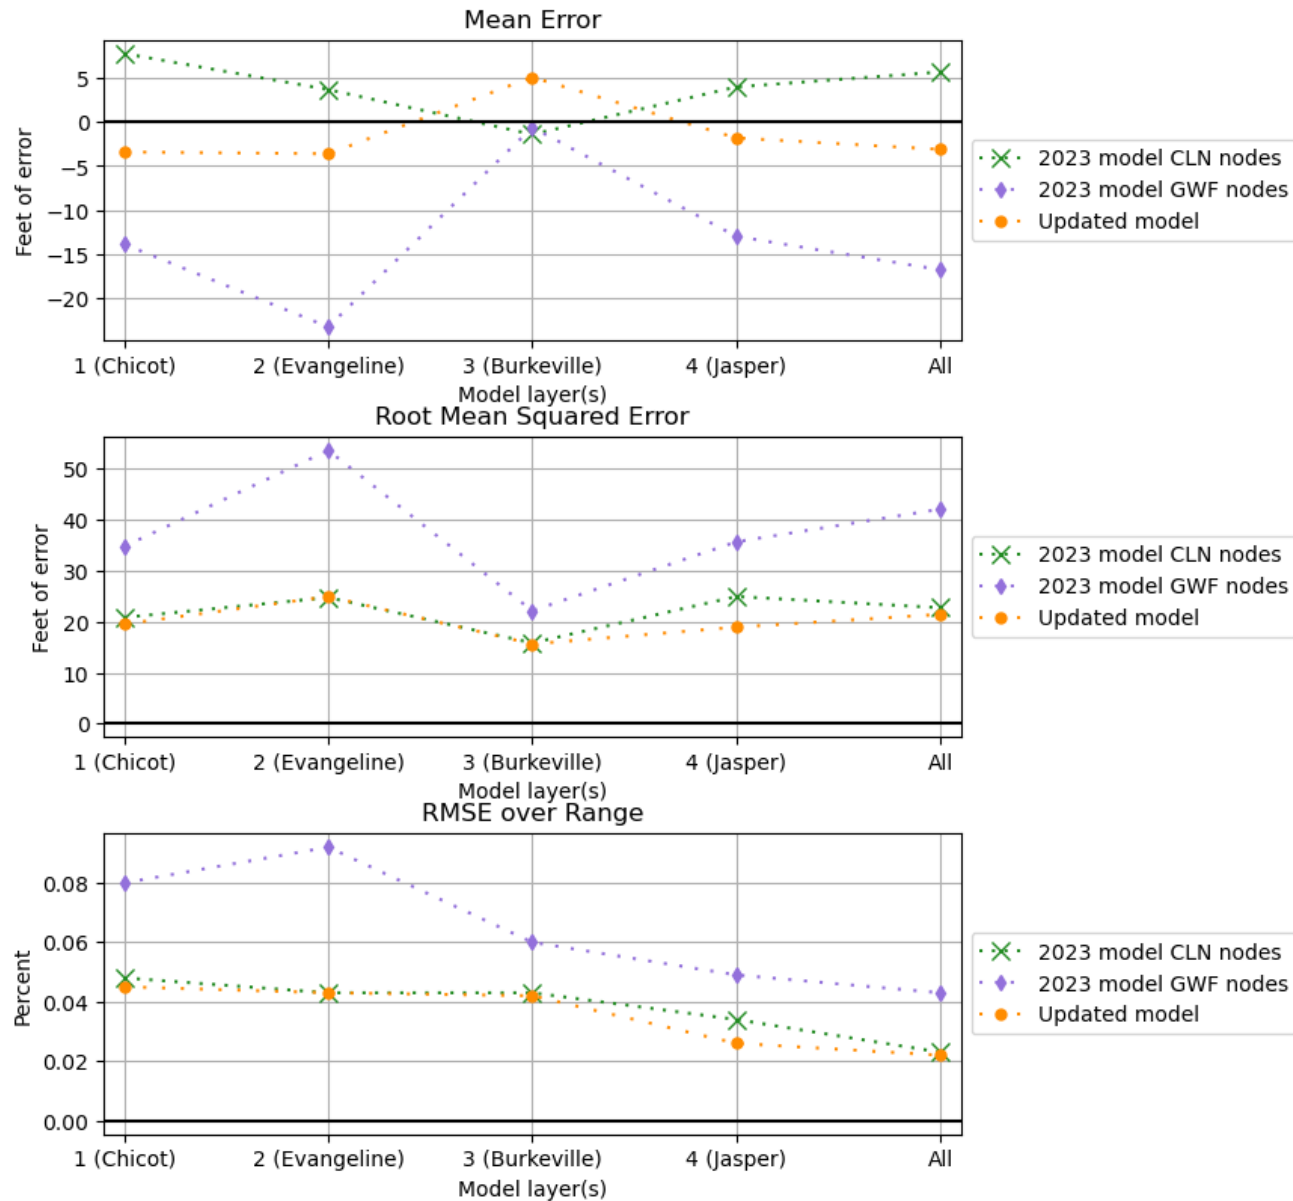 Mean Error
Feet of error
5
0
−5
−10
−15
−20
1 (Chicot)
2 (Evangeline)
3 (Burkeville)
4 (Jasper)
All
Model layer(s)
2023 model CLN nodes
2023 model GWF nodes
Updated model
Root Mean Squared Error
Feet of error
50
40
30
20
10
0
1 (Chicot)
2 (Evangeline)
3 (Burkeville)
4 (Jasper)
All
Model layer(s)
2023 model CLN nodes
2023 model GWF nodes
Updated model
RMSE over Range
Percent
0.08
0.06
0.04
0.02
0.00
1 (Chicot)
2 (Evangeline)
3 (Burkeville)
4 (Jasper)
All
Model layer(s)
2023 model CLN nodes
2023 model GWF nodes
Updated model